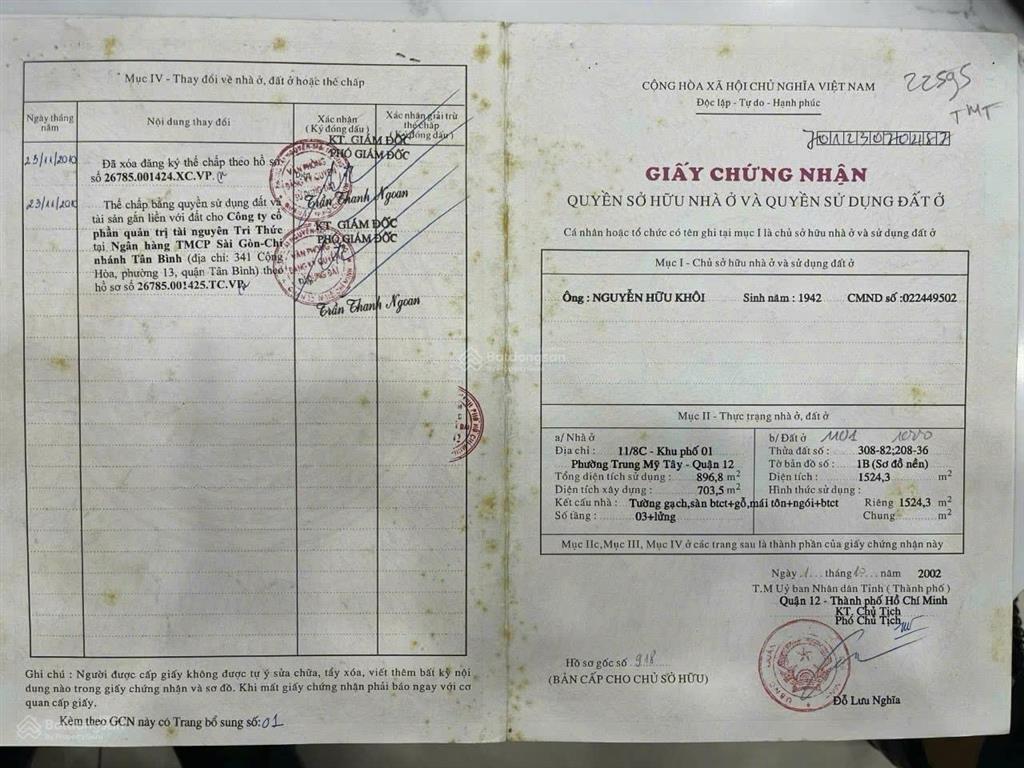 Mục IV - Thay đổi về nhà ở, đất ở hoặc thế chấp
Ngày tháng năm
Nội dung thay đổi
Xác nhận (Ký đóng dấu)
Xác nhận giải trừ thế chấp (Ký đóng dấu)
23/11/2010
Đã xóa đăng ký thế chấp theo hồ sơ
số 26785.001424.XC.VP.
KT. GIÁM ĐỐC
PHÓ GIÁM ĐỐC
Trần Thanh Ngoan
23/11/2010
Thế chấp bằng quyền sử dụng đất và
tài sản gắn liền với đất cho Công ty cổ
phần quản trị tài nguyên Tri Thức
tại Ngân hàng TMCP Sài Gòn-Chi
nhánh Tân Bình (địa chỉ: 341 Cộng
Hòa, phường 13, quận Tân Bình) theo
hồ sơ số 26785.001425.TC.VP
KT. GIÁM ĐỐC
PHÓ GIÁM ĐỐC
Trần Thanh Ngoan
Ghi chú : Người được cấp giấy không được tự ý sửa chữa, tẩy xóa, viết thêm bất kỳ nội
dung nào trong giấy chứng nhận và sơ đồ. Khi mất giấy chứng nhận phải báo ngay với cơ
quan cấp giấy.
Kèm theo GCN này có Trang bổ sung số: 01
CỘNG HÒA XÃ HỘI CHỦ NGHĨA VIỆT NAM
Độc lập - Tự do - Hạnh phúc
22595
TMT
GIẤY CHỨNG NHẬN
QUYỀN SỞ HỮU NHÀ Ở VÀ QUYỀN SỬ DỤNG ĐẤT Ở
Cá nhân hoặc tổ chức có tên ghi tại mục I là chủ sở hữu nhà ở và sử dụng đất ở
Mục I - Chủ sở hữu nhà ở và sử dụng đất ở
Ông : NGUYỄN HỮU KHÔI Sinh năm : 1942 CMND số :022449502
Batdongsan
Mục II - Thực trạng nhà ở, đất ở
a/ Nhà ở
Địa chỉ : 11/8C - Khu phố 01
Phường Trung Mỹ Tây - Quận 12
Tổng diện tích sử dụng : 896,8 m2
Diện tích xây dựng : 703,5 m2
Kết cấu nhà : Tường gạch,sàn btct+gỗ,mái tôn+ngói+btct
Số tầng : 03+lửng
b/ Đất ở
Thửa đất số : 308-82;208-36
Tờ bản đồ số : 1B (Sơ đồ nền)
Diện tích : 1524,3 m2
Hình thức sử dụng :
Riêng 1524,3 m2
Chung m2
Mục IIc,Mục III, Mục IV ở các trang sau là thành phần của giấy chứng nhận này
Ngày 1 tháng 10 năm 2002
T.M Uỷ ban Nhân dân Tỉnh ( Thành phố )
Quận 12 - Thành phố Hồ Chí Minh
KT. Chủ Tịch
Phó Chủ Tịch
Hồ sơ gốc số 918
(BẢN CẤP CHO CHỦ SỞ HỮU)
Đỗ Lưu Nghĩa